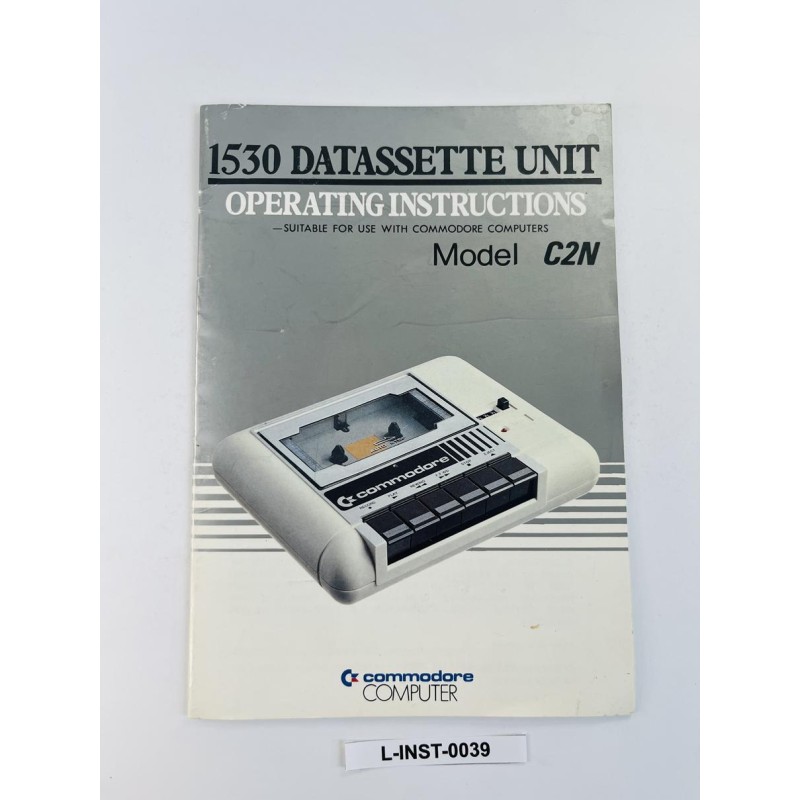 1530 DATASSETTE UNIT
OPERATING INSTRUCTIONS
—SUITABLE FOR USE WITH COMMODORE COMPUTERS
Model C2N
commodore
commodore
COMPUTER
L-INST-0039